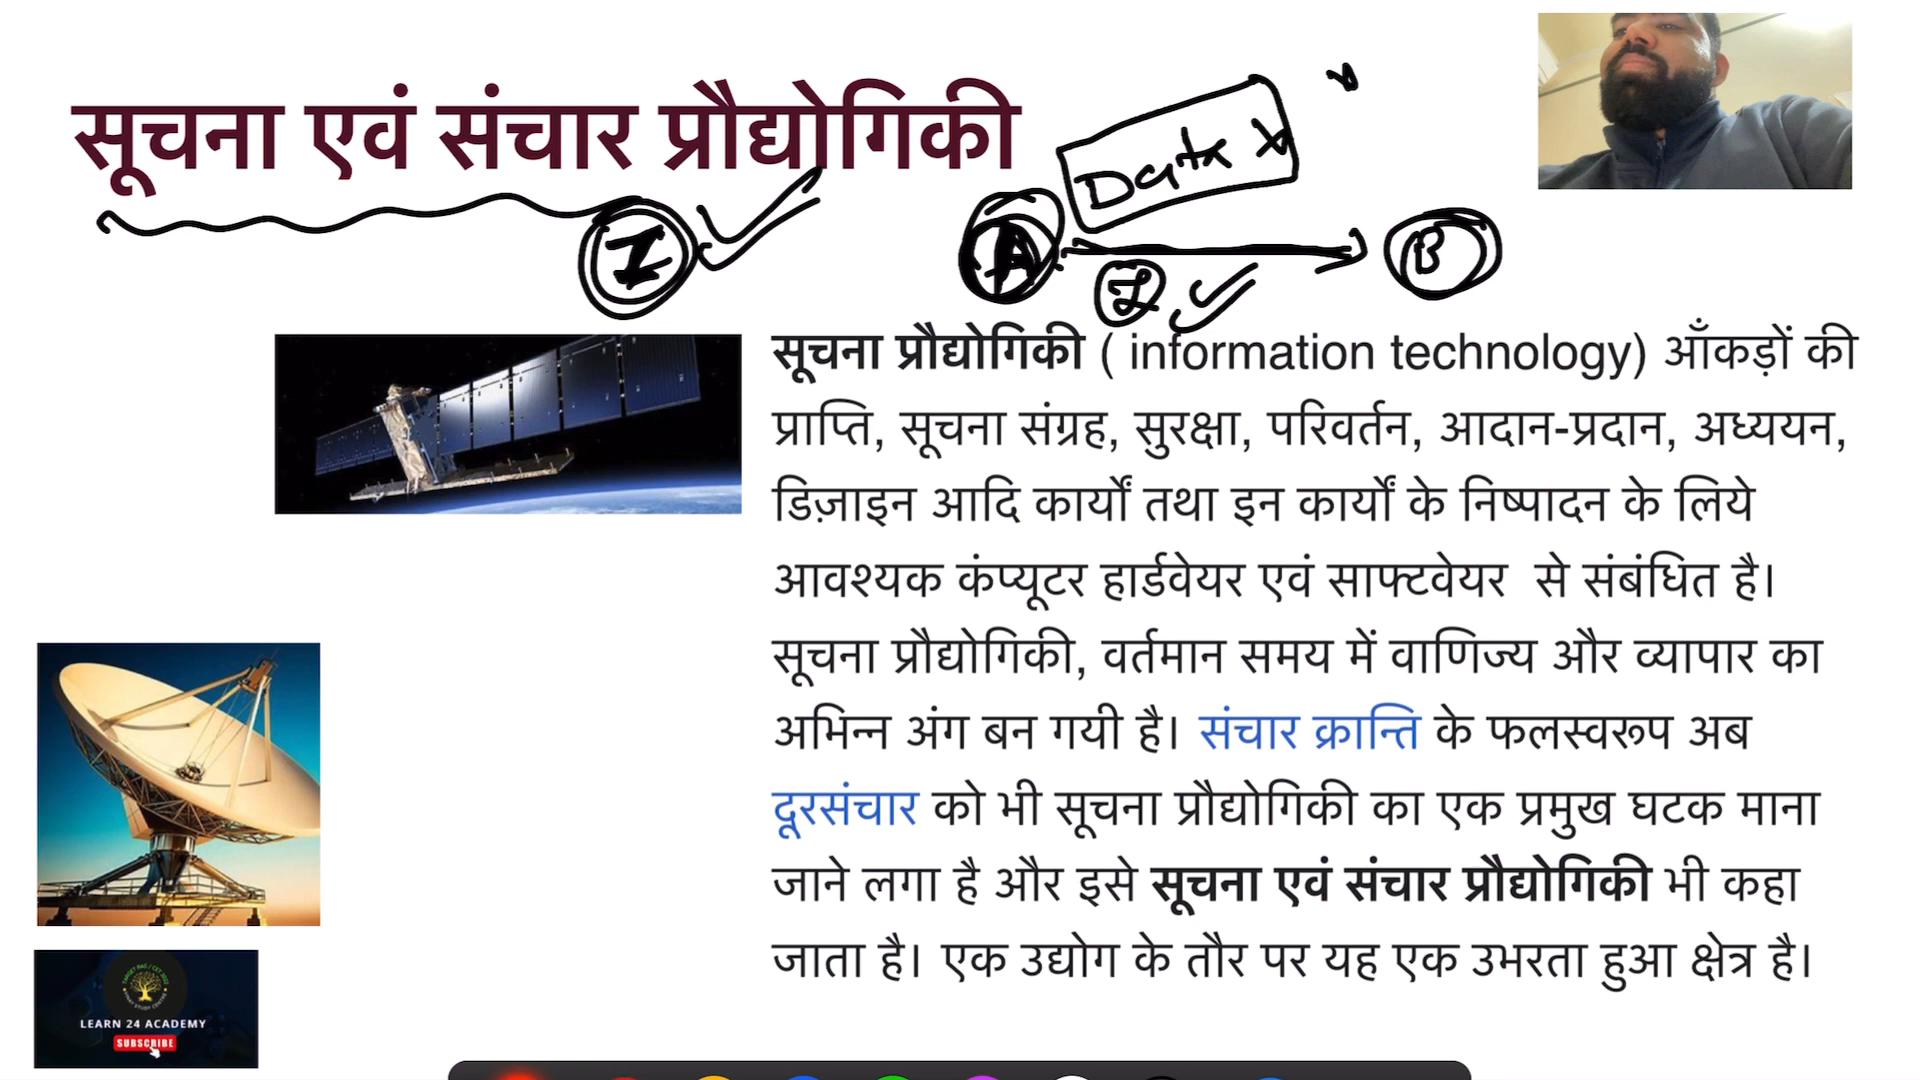 सूचना एवं संचार प्रौद्योगिकी
Data
I
A
B
I
सूचना प्रौद्योगिकी ( information technology) आँकड़ों की
प्राप्ति, सूचना संग्रह, सुरक्षा, परिवर्तन, आदान-प्रदान, अध्ययन,
डिज़ाइन आदि कार्यों तथा इन कार्यों के निष्पादन के लिये
आवश्यक कंप्यूटर हार्डवेयर एवं साफ्टवेयर से संबंधित है।
सूचना प्रौद्योगिकी, वर्तमान समय में वाणिज्य और व्यापार का
अभिन्न अंग बन गयी है। संचार क्रान्ति के फलस्वरूप अब
दूरसंचार को भी सूचना प्रौद्योगिकी का एक प्रमुख घटक माना
जाने लगा है और इसे सूचना एवं संचार प्रौद्योगिकी भी कहा
जाता है। एक उद्योग के तौर पर यह एक उभरता हुआ क्षेत्र है।
LEARN 24 ACADEMY
SUBSCRIBE